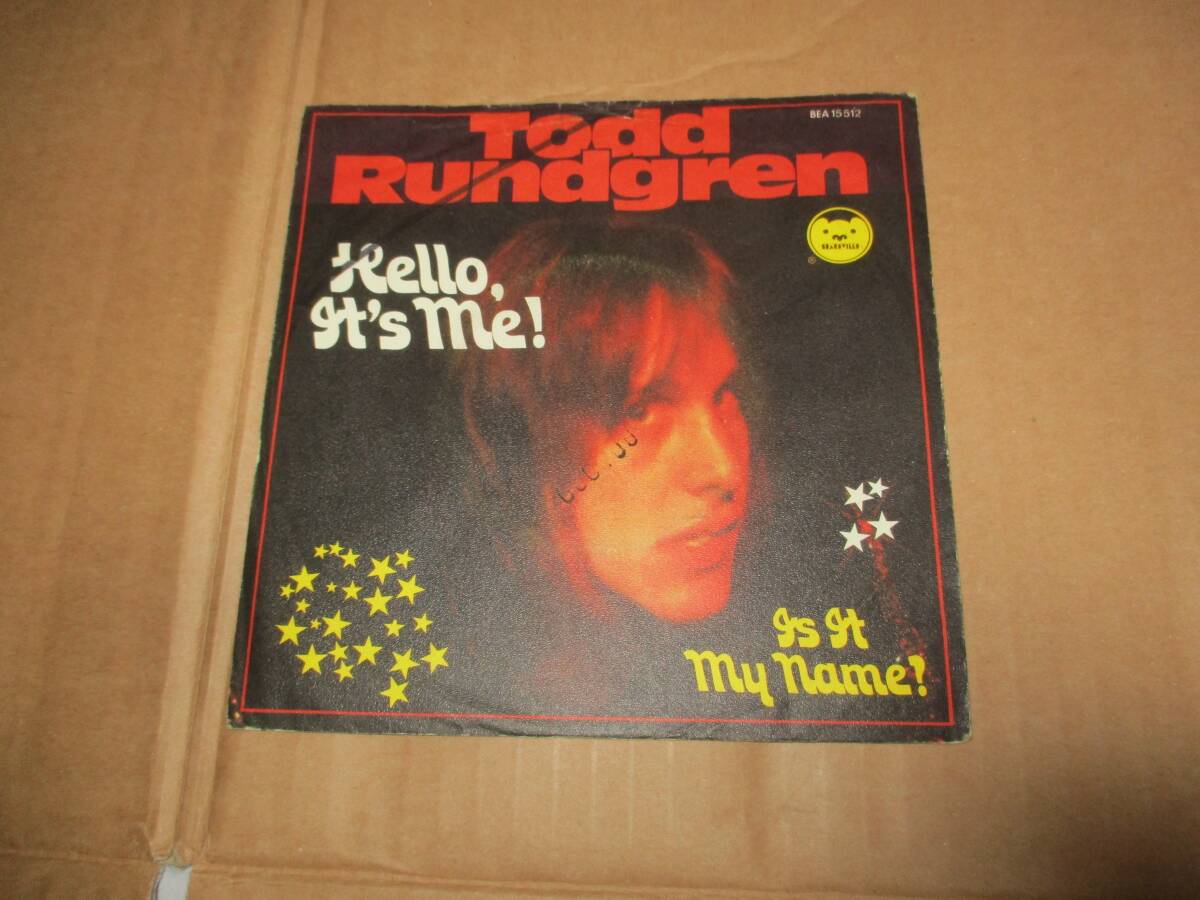 Todd
Rundgren
BEA 15 512
Hello,
It's Me!
BEARSVILLE
®
Is It
My Name?